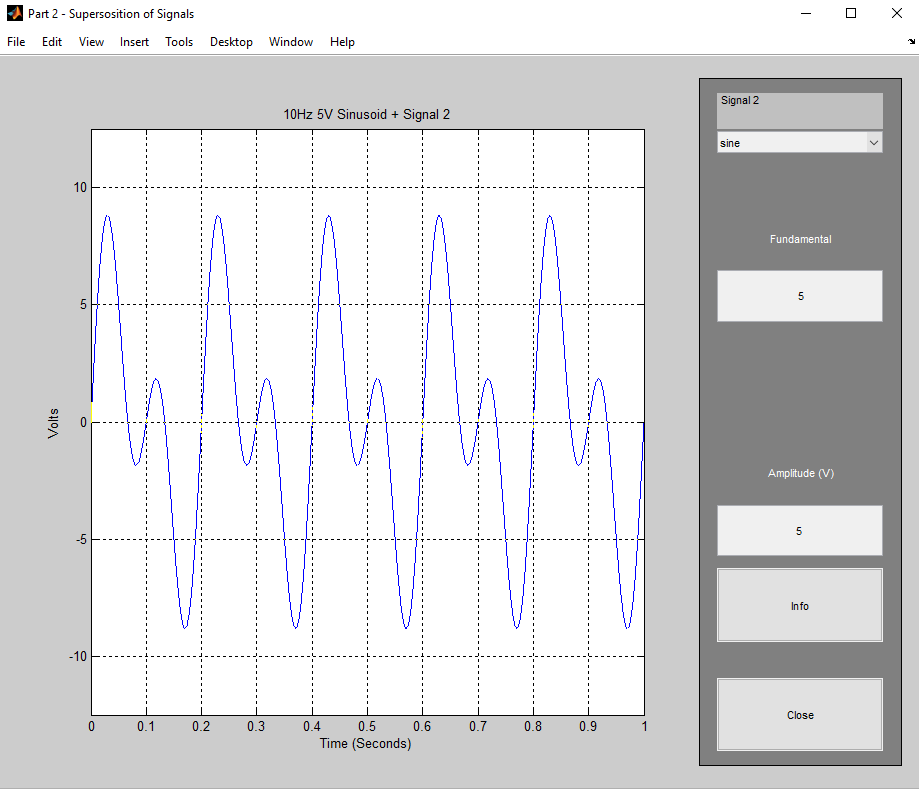 Part 2 - Supersosition of Signals
File Edit View Insert Tools Desktop Window Help
10Hz 5V Sinusoid + Signal 2
10
5
0
-5
-10
Volts
0 0.1 0.2 0.3 0.4 0.5 0.6 0.7 0.8 0.9 1
Time (Seconds)
Signal 2
sine
Fundamental
5
Amplitude (V)
5
Info
Close